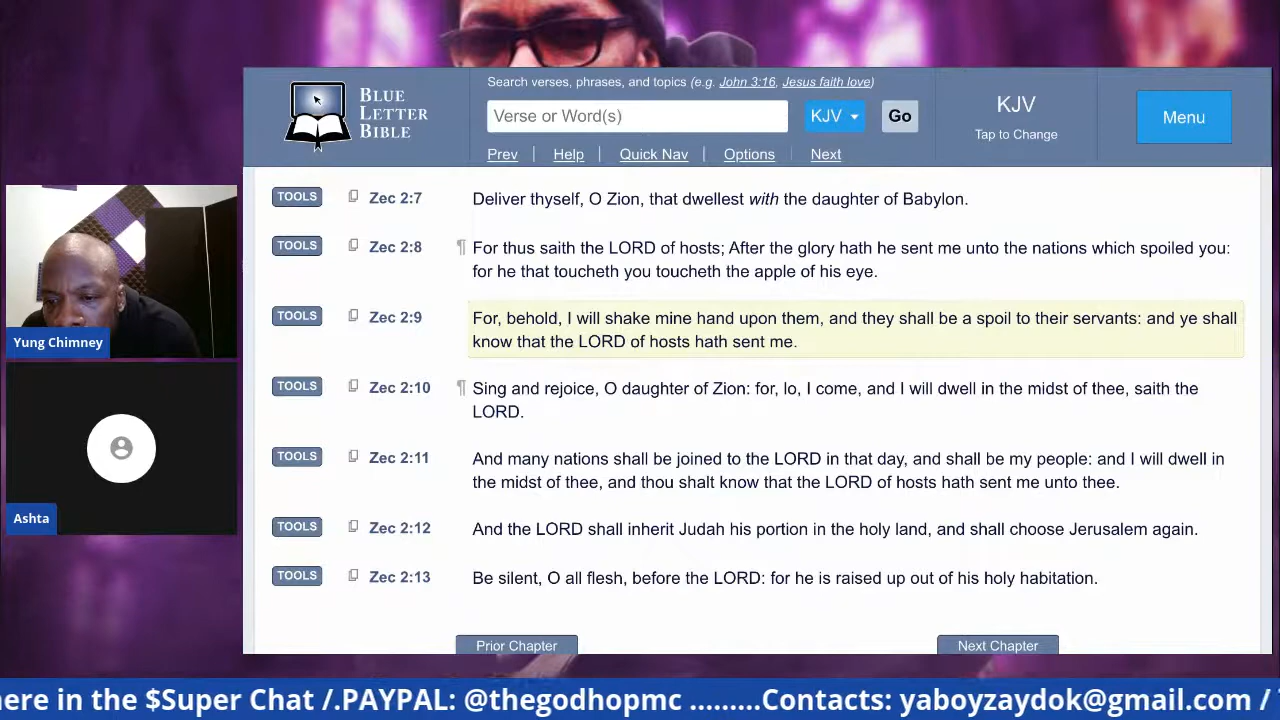 Search verses, phrases, and topics (e.g. John 3:16, Jesus faith love)
BLUE
LETTER
BIBLE
Verse or Word(s)
KJV
Go
KJV
Tap to Change
Menu
Prev
Help
Quick Nav
Options
Next
TOOLS Zec 2:7 Deliver thyself, O Zion, that dwellest with the daughter of Babylon.
TOOLS Zec 2:8 ¶ For thus saith the LORD of hosts; After the glory hath he sent me unto the nations which spoiled you:
for he that toucheth you toucheth the apple of his eye.
TOOLS Zec 2:9 For, behold, I will shake mine hand upon them, and they shall be a spoil to their servants: and ye shall
know that the LORD of hosts hath sent me.
TOOLS Zec 2:10 ¶ Sing and rejoice, O daughter of Zion: for, lo, I come, and I will dwell in the midst of thee, saith the
LORD.
TOOLS Zec 2:11 And many nations shall be joined to the LORD in that day, and shall be my people: and I will dwell in
the midst of thee, and thou shalt know that the LORD of hosts hath sent me unto thee.
TOOLS Zec 2:12 And the LORD shall inherit Judah his portion in the holy land, and shall choose Jerusalem again.
TOOLS Zec 2:13 Be silent, O all flesh, before the LORD: for he is raised up out of his holy habitation.
Prior Chapter
Next Chapter
Yung Chimney
Ashta
here in the $Super Chat /.PAYPAL: @thegodhopmc .........Contacts: yaboyzaydok@gmail.com /